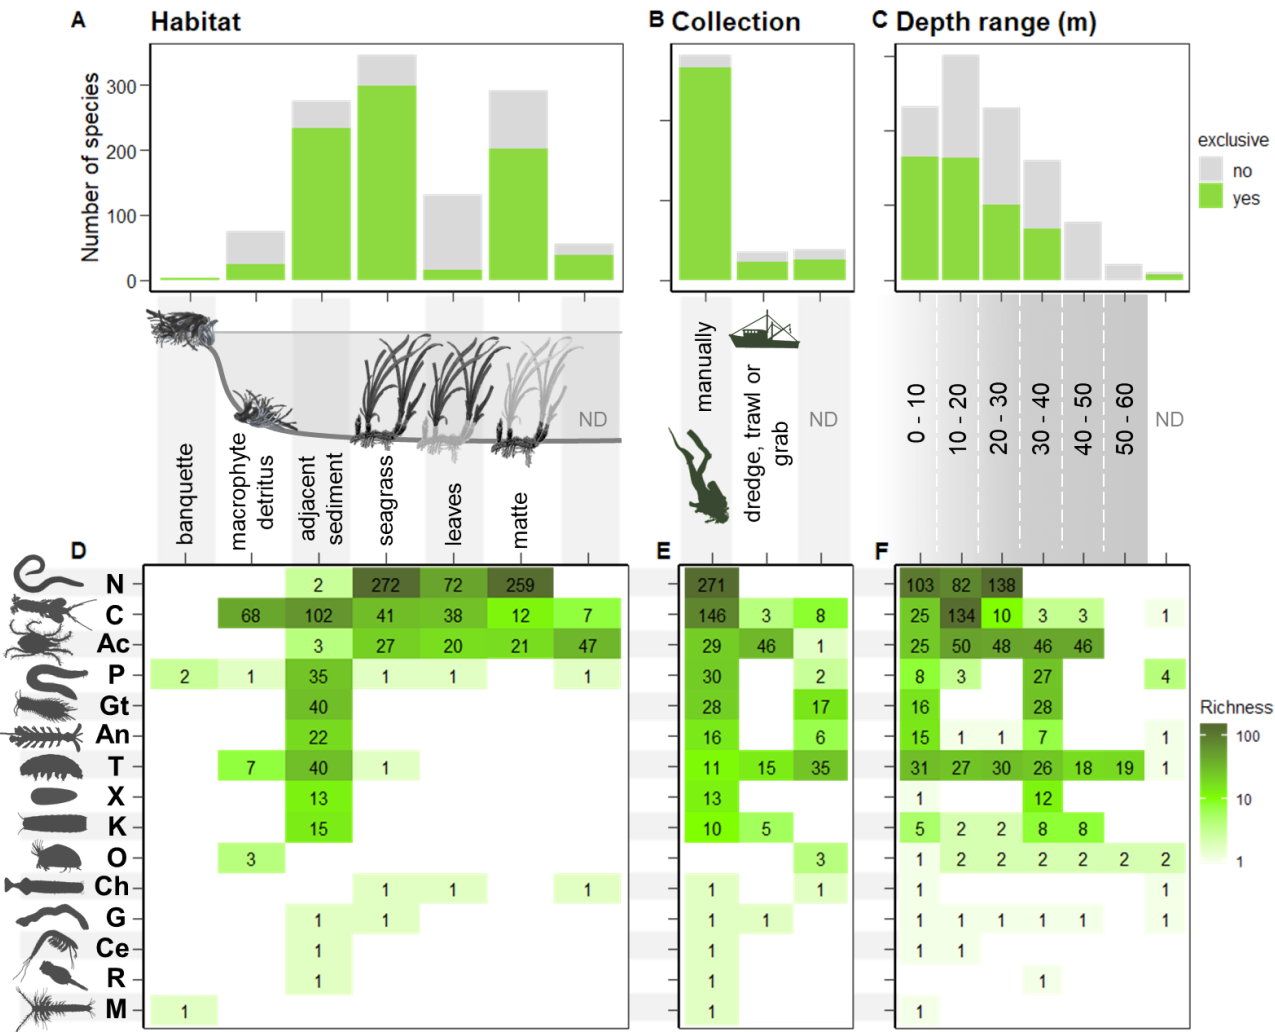 A Habitat
B Collection
C Depth range (m)
Number of species
300
200
100
0
exclusive
no
yes
banquette
macrophyte
detritus
adjacent
sediment
seagrass
leaves
matte
ND
manually
dredge, trawl or
grab
ND
0 - 10
10 - 20
20 - 30
30 - 40
40 - 50
50 - 60
ND
D
E
F
N 2 272 72 259 271 103 82 138
C 68 102 41 38 12 7 146 3 8 25 134 10 3 3 1
Ac 3 27 20 21 47 29 46 1 25 50 48 46 46
P 2 1 35 1 1 1 30 2 8 3 27 4
Gt 40 28 17 16 28
An 22 16 6 15 1 1 7 1
T 7 40 1 11 15 35 31 27 30 26 18 19 1
X 13 13 1 12
K 15 10 5 5 2 2 8 8
O 3 3 1 2 2 2 2 2 2
Ch 1 1 1 1 1 1 1
G 1 1 1 1 1 1 1 1 1 1
Ce 1 1 1 1
R 1 1 1
M 1 1 1
Richness
100
10
1